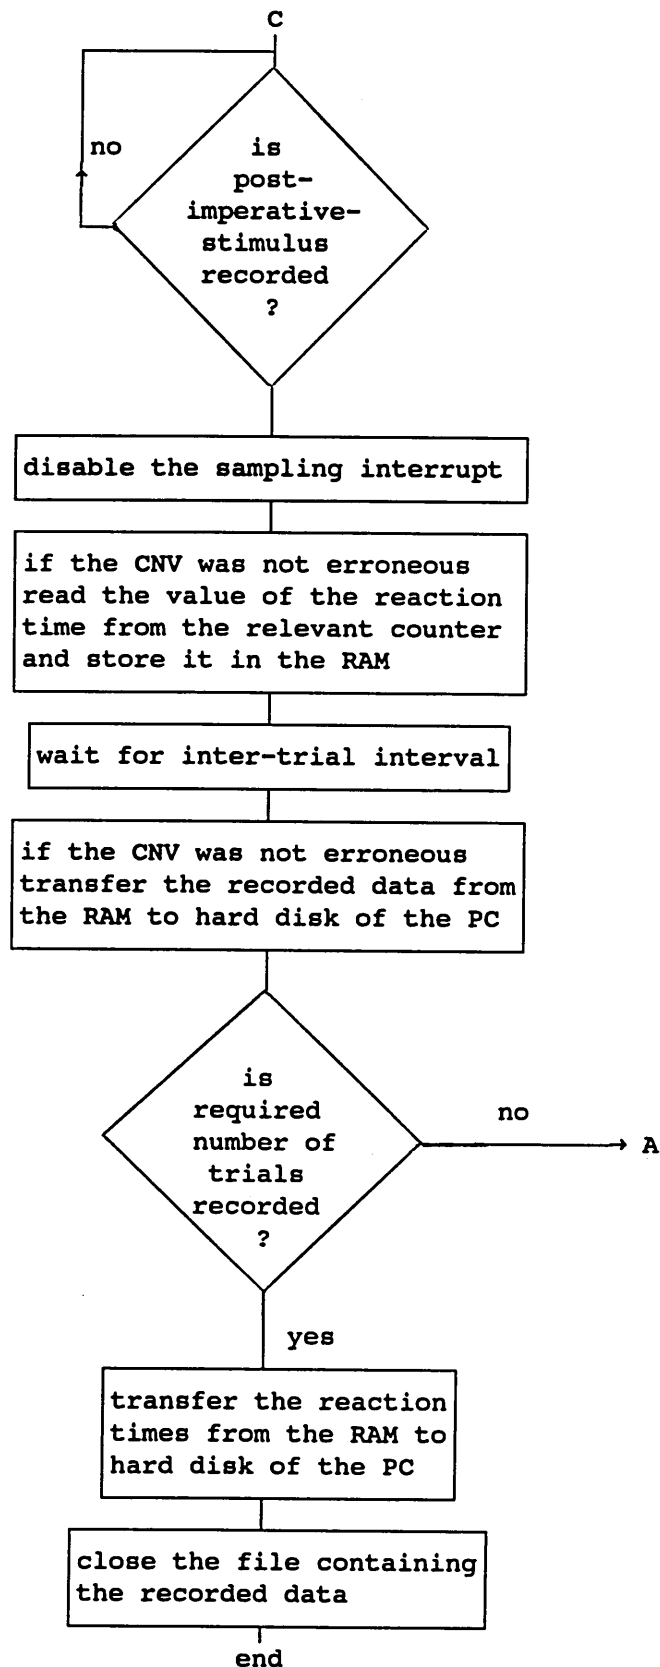 C
no
is
post-
imperative-
stimulus
recorded
?
disable the sampling interrupt
if the CNV was not erroneous
read the value of the reaction
time from the relevant counter
and store it in the RAM
wait for inter-trial interval
if the CNV was not erroneous
transfer the recorded data from
the RAM to hard disk of the PC
is
required
number of
trials
recorded
?
no
A
yes
transfer the reaction
times from the RAM to
hard disk of the PC
close the file containing
the recorded data
end